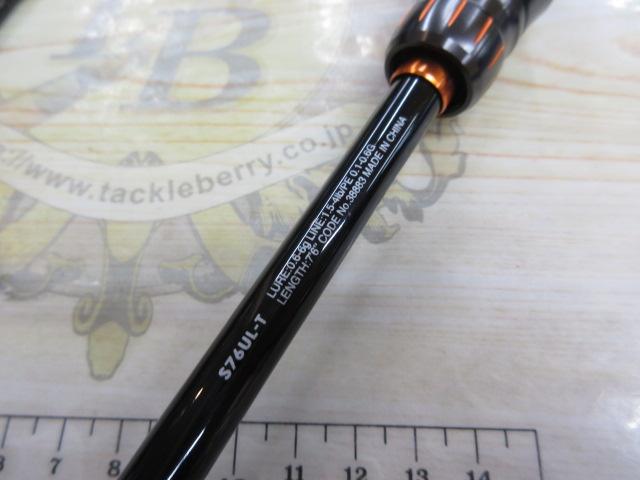 B
://www.tackleberry.co.jp
LURE:0.6-6g LINE:1.5-4lb/PE 0.1-0.6G
LENGTH:7'6" CODE No.38883 MADE IN CHINA
S76UL-T
8 9 10 11 12 13 14